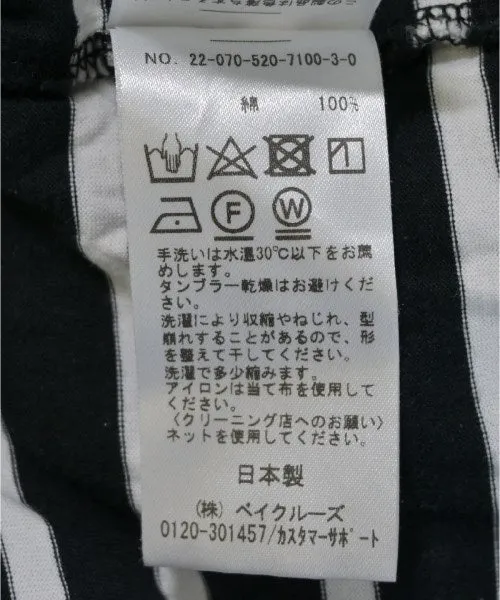 NO. 22-070-520-7100-3-0
綿 100%
F W
手洗いは水温30℃以下をお薦
めします。
タンブラー乾燥はお避けくだ
さい。
洗濯により収縮やねじれ、型
崩れすることがあるので、形
を整えて干してください。
洗濯で多少縮みます。
アイロンは当て布を使用して
ください。
〈クリーニング店へのお願い〉
ネットを使用してください。
日本製
(株) ベイクルーズ
0120-301457/カスタマーサポート